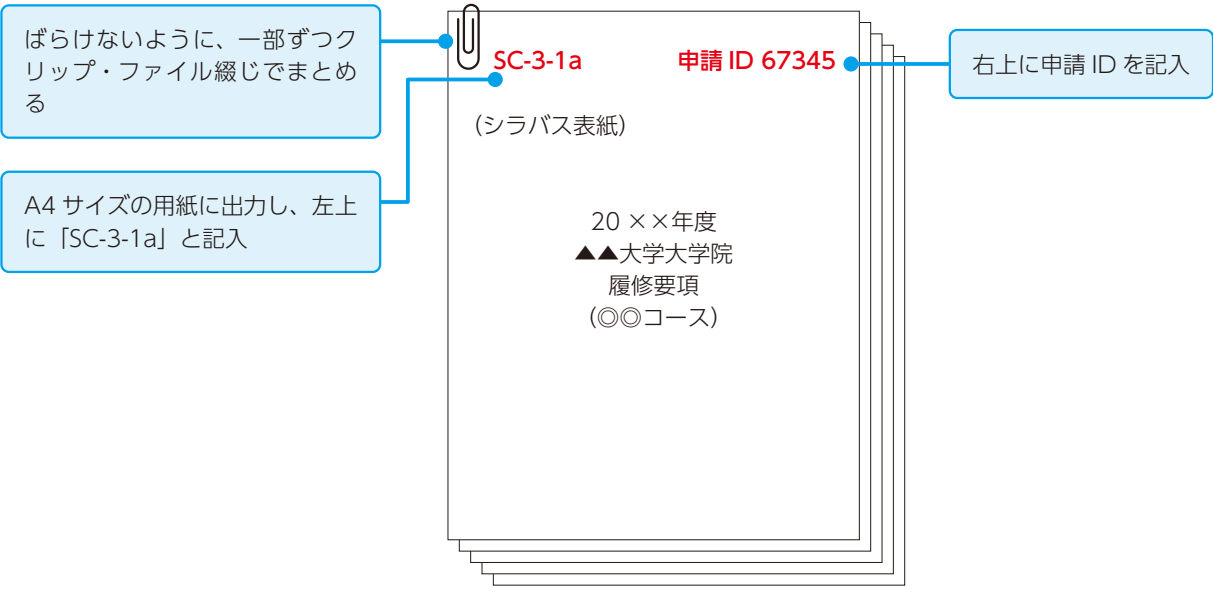 ばらけないように、一部ずつク
リップ・ファイル綴じでまとめ
る
A4 サイズの用紙に出力し、左上
に「SC-3-1a」と記入
SC-3-1a
申請 ID 67345
右上に申請 ID を記入
（シラバス表紙）
20 ××年度
▲▲大学大学院
履修要項
（◎◎コース）